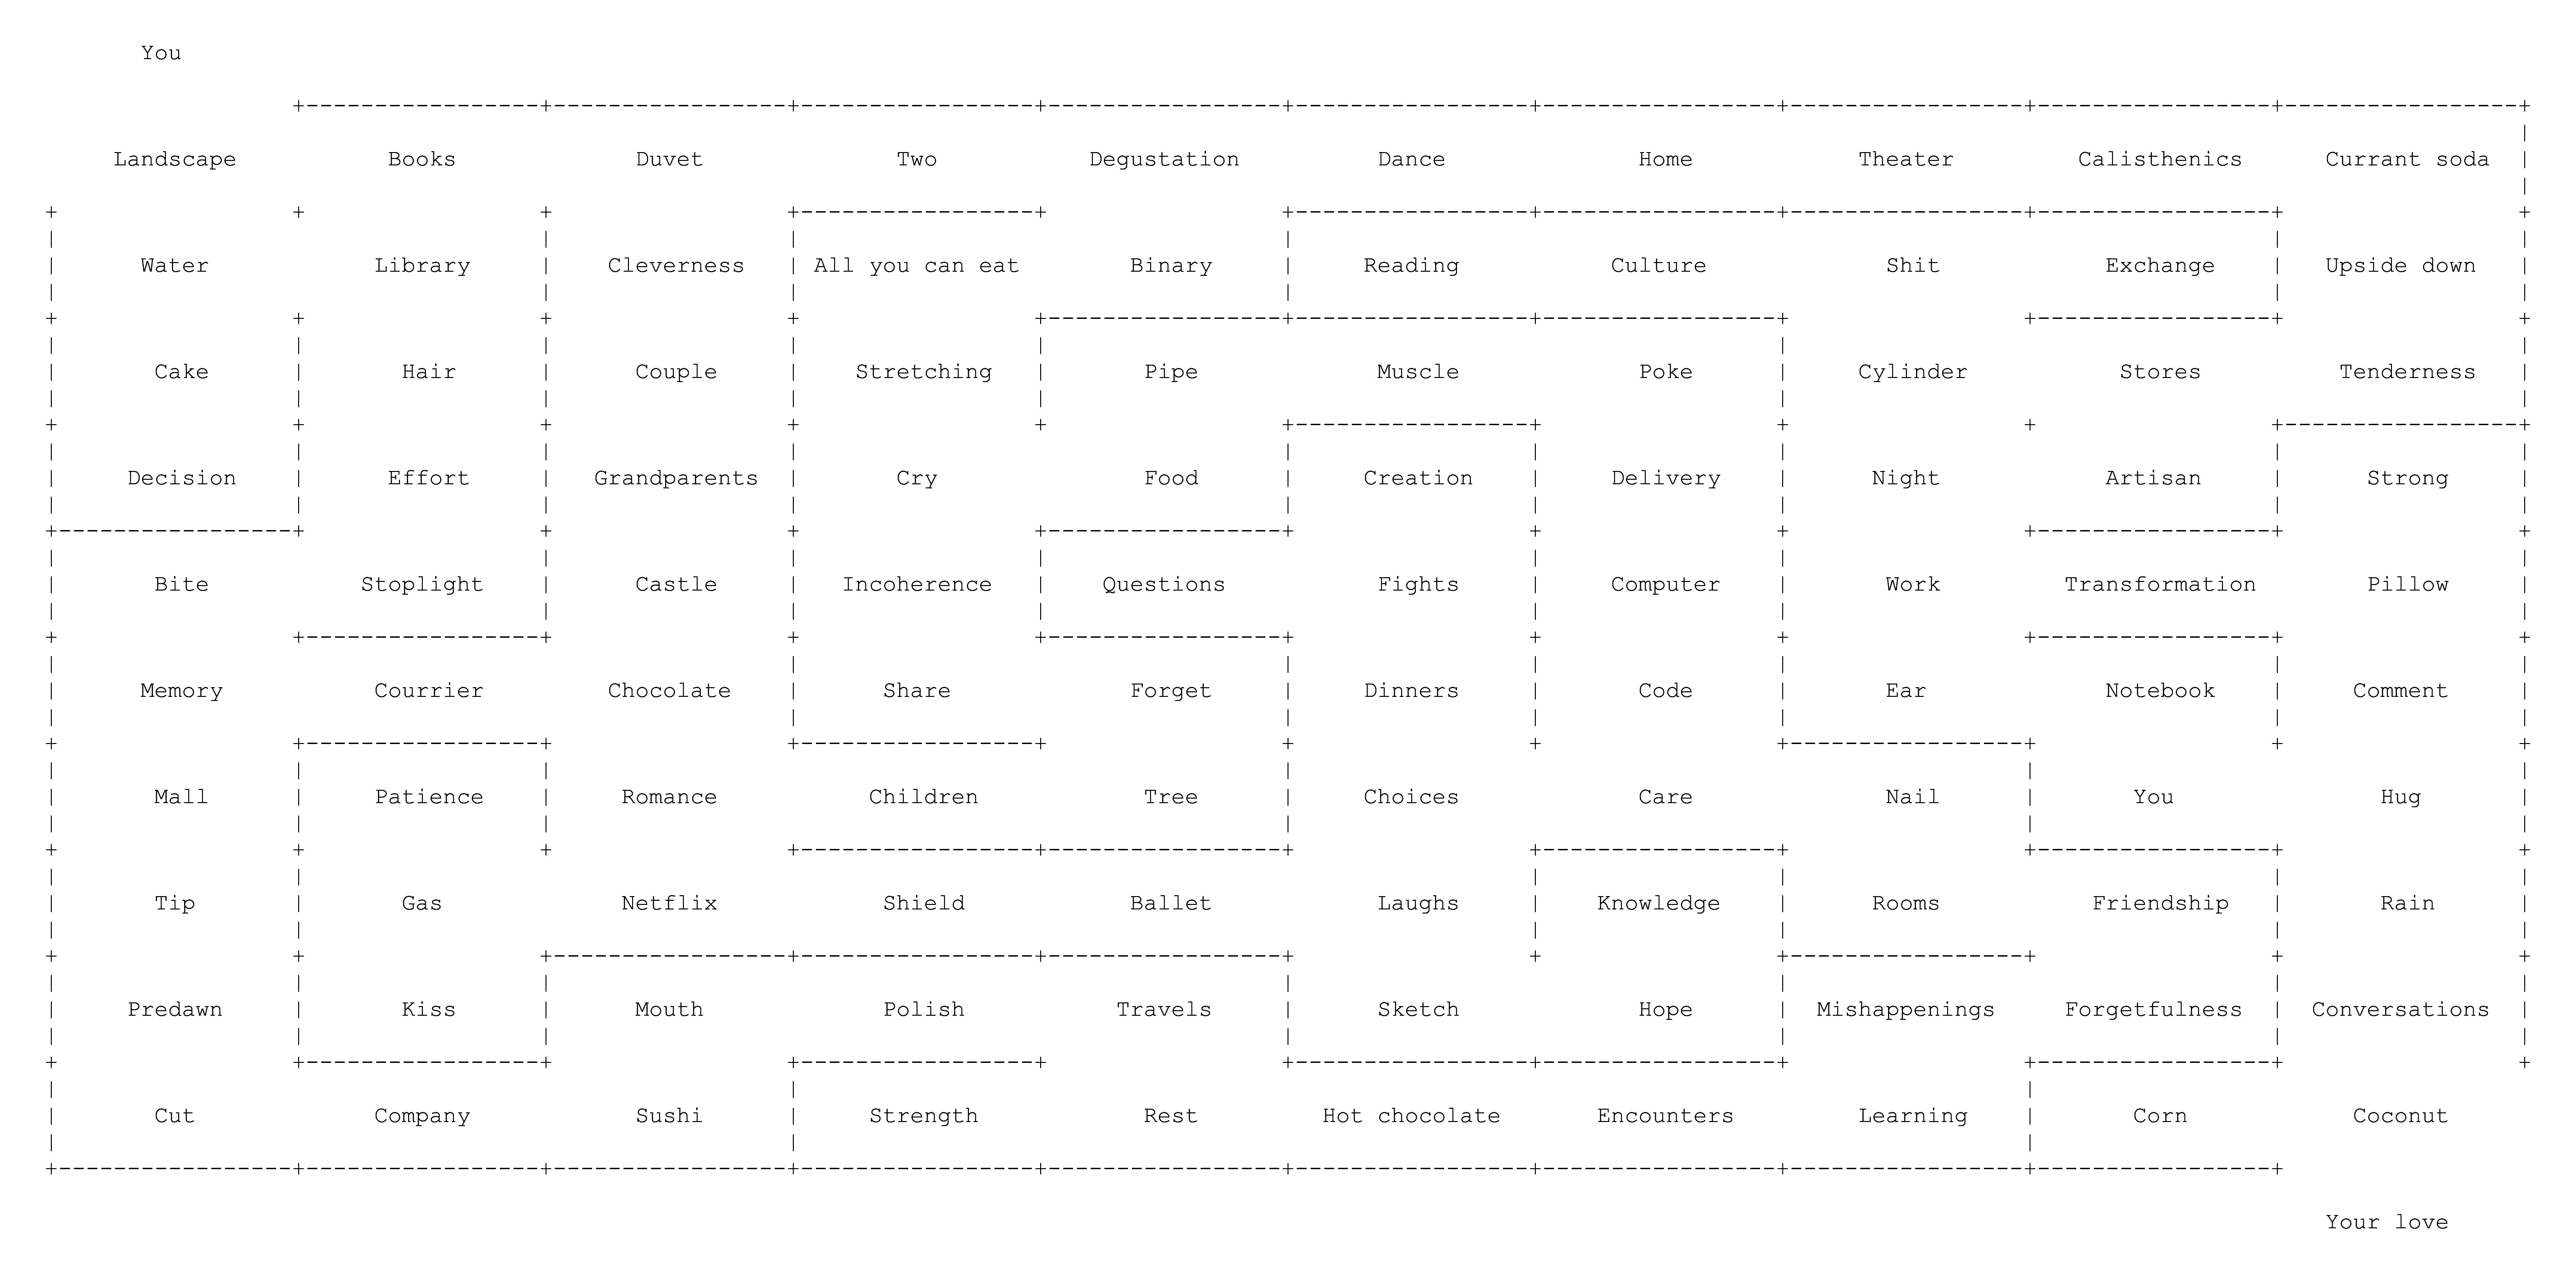 You
Landscape Books Duvet Two Degustation Dance Home Theater Calisthenics Currant soda
Water Library Cleverness All you can eat Binary Reading Culture Shit Exchange Upside down
Cake Hair Couple Stretching Pipe Muscle Poke Cylinder Stores Tenderness
Decision Effort Grandparents Cry Food Creation Delivery Night Artisan Strong
Bite Stoplight Castle Incoherence Questions Fights Computer Work Transformation Pillow
Memory Courrier Chocolate Share Forget Dinners Code Ear Notebook Comment
Mall Patience Romance Children Tree Choices Care Nail You Hug
Tip Gas Netflix Shield Ballet Laughs Knowledge Rooms Friendship Rain
Predawn Kiss Mouth Polish Travels Sketch Hope Mishappenings Forgetfulness Conversations
Cut Company Sushi Strength Rest Hot chocolate Encounters Learning Corn Coconut
Your love